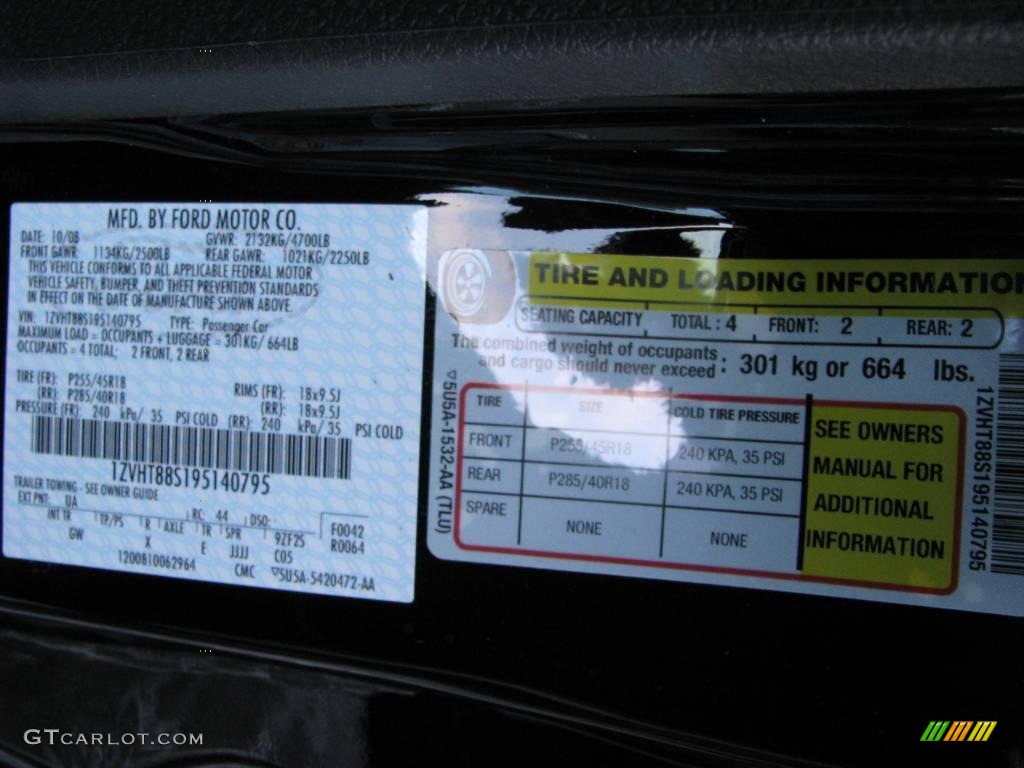 MFD. BY FORD MOTOR CO.
DATE: 10/08 GVWR: 2132KG/4700LB
FRONT GAWR: 1134KG/2500LB REAR GAWR: 1021KG/2250LB
THIS VEHICLE CONFORMS TO ALL APPLICABLE FEDERAL MOTOR
VEHICLE SAFETY, BUMPER, AND THEFT PREVENTION STANDARDS
IN EFFECT ON THE DATE OF MANUFACTURE SHOWN ABOVE.
VIN: 1ZVHT88S195140795 TYPE: Passenger Car
MAXIMUM LOAD = OCCUPANTS + LUGGAGE = 301KG/ 664LB
OCCUPANTS = 4 TOTAL: 2 FRONT, 2 REAR
TIRE (FR): P255/45R18 RIMS (FR): 18x9.5J
(RR): P285/40R18 (RR): 18x9.5J
PRESSURE (FR): 240 kPa/ 35 PSI COLD (RR): 240 kPa/ 35 PSI COLD
1ZVHT88S195140795
TRAILER TOWING - SEE OWNER GUIDE
EXT PNT: UA RC: 44 DSO:
INT TR TP/PS R AXLE TR SPR 9ZF25 F0042
GW X E JJJJ C05 R0064
1200810062964 CMC ▽5U5A-5420472-AA
TIRE AND LOADING INFORMATION
SEATING CAPACITY TOTAL : 4 FRONT: 2 REAR: 2
The combined weight of occupants
and cargo should never exceed : 301 kg or 664 lbs.
TIRE SIZE COLD TIRE PRESSURE
FRONT P255/45R18 240 KPA, 35 PSI
REAR P285/40R18 240 KPA, 35 PSI
SPARE NONE NONE
SEE OWNERS
MANUAL FOR
ADDITIONAL
INFORMATION
▽5U5A-1532-AA (TLU)
1ZVHT88S195140795
GTCARLOT.COM